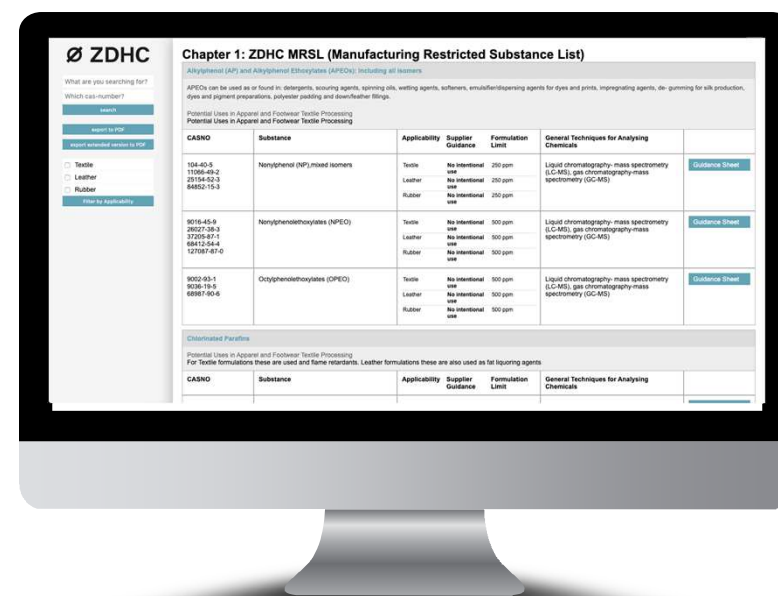 ZDHC
What are you searching for?
Which cas-number?
search
export to PDF
export extended version to PDF
Textile
Leather
Rubber
Filter by Applicability
Chapter 1: ZDHC MRSL (Manufacturing Restricted Substance List)
Alkylphenol (AP) and Alkylphenol Ethoxylates (APEOs): including all isomers
APEOs can be used as or found in: detergents, scouring agents, spinning oils, wetting agents, softeners, emulsifier/dispersing agents for dyes and prints, impregnating agents, de- gumming for silk production,
dyes and pigment preparations, polyester padding and down/feather fillings.
Potential Uses in Apparel and Footwear Textile Processing
Potential Uses in Apparel and Footwear Textile Processing
CASNO Substance Applicability Supplier Guidance Formulation Limit General Techniques for Analysing Chemicals
104-40-5
11066-49-2
25154-52-3
84852-15-3
Nonylphenol (NP),mixed isomers
Textile No intentional use 250 ppm
Leather No intentional use 250 ppm
Rubber No intentional use 250 ppm
Liquid chromatography- mass spectrometry
(LC-MS), gas chromatography-mass
spectrometry (GC-MS)
Guidance Sheet
9016-45-9
26027-38-3
37205-87-1
68412-54-4
127087-87-0
Nonylphenolethoxylates (NPEO)
Textile No intentional use 500 ppm
Leather No intentional use 500 ppm
Rubber No intentional use 500 ppm
Liquid chromatography- mass spectrometry
(LC-MS), gas chromatography-mass
spectrometry (GC-MS)
Guidance Sheet
9002-93-1
9036-19-5
68987-90-6
Octylphenolethoxylates (OPEO)
Textile No intentional use 500 ppm
Leather No intentional use 500 ppm
Rubber No intentional use 500 ppm
Liquid chromatography- mass spectrometry
(LC-MS), gas chromatography-mass
spectrometry (GC-MS)
Guidance Sheet
Chlorinated Parafins
Potential Uses in Apparel and Footwear Textile Processing
For Textile formulations these are used and flame retardants. Leather formulations these are also used as fat liquoring agents
CASNO Substance Applicability Supplier Guidance Formulation Limit General Techniques for Analysing Chemicals